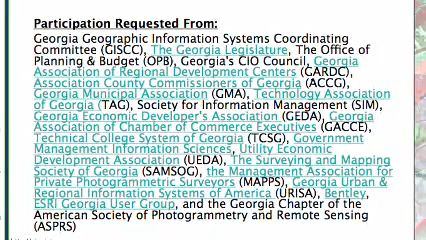 Participation Requested From:
Georgia Geographic Information Systems Coordinating
Committee (GISCC), The Georgia Legislature, The Office of
Planning & Budget (OPB), Georgia's CIO Council, Georgia
Association of Regional Development Centers (GARDC),
Association County Commissioners of Georgia (ACCG),
Georgia Municipal Association (GMA), Technology Association
of Georgia (TAG), Society for Information Management (SIM),
Georgia Economic Developer's Association (GEDA), Georgia
Association of Chamber of Commerce Executives (GACCE),
Technical College System of Georgia (TCSG), Government
Management Information Sciences, Utility Economic
Development Association (UEDA), The Surveying and Mapping
Society of Georgia (SAMSOG), the Management Association for
Private Photogrammetric Surveyors (MAPPS), Georgia Urban &
Regional Information Systems of America (URISA), Bentley,
ESRI Georgia User Group, and the Georgia Chapter of the
American Society of Photogrammetry and Remote Sensing
(ASPRS)